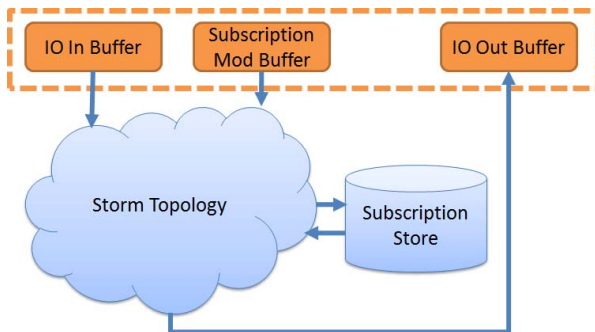 IO In Buffer
Subscription
Mod Buffer
IO Out Buffer
Storm Topology
Subscription
Store